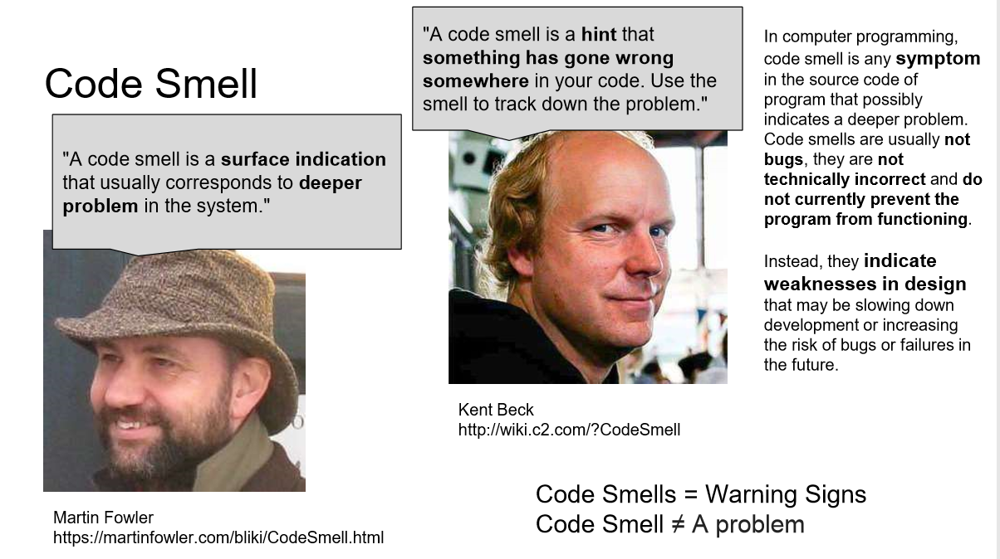 Code Smell
"A code smell is a surface indication
that usually corresponds to deeper
problem in the system."
Martin Fowler
https://martinfowler.com/bliki/CodeSmell.html
"A code smell is a hint that
something has gone wrong
somewhere in your code. Use the
smell to track down the problem."
Kent Beck
http://wiki.c2.com/?CodeSmell
In computer programming,
code smell is any symptom
in the source code of
program that possibly
indicates a deeper problem.
Code smells are usually not
bugs, they are not
technically incorrect and do
not currently prevent the
program from functioning.
Instead, they indicate
weaknesses in design
that may be slowing down
development or increasing
the risk of bugs or failures in
the future.
Code Smells = Warning Signs
Code Smell ≠ A problem